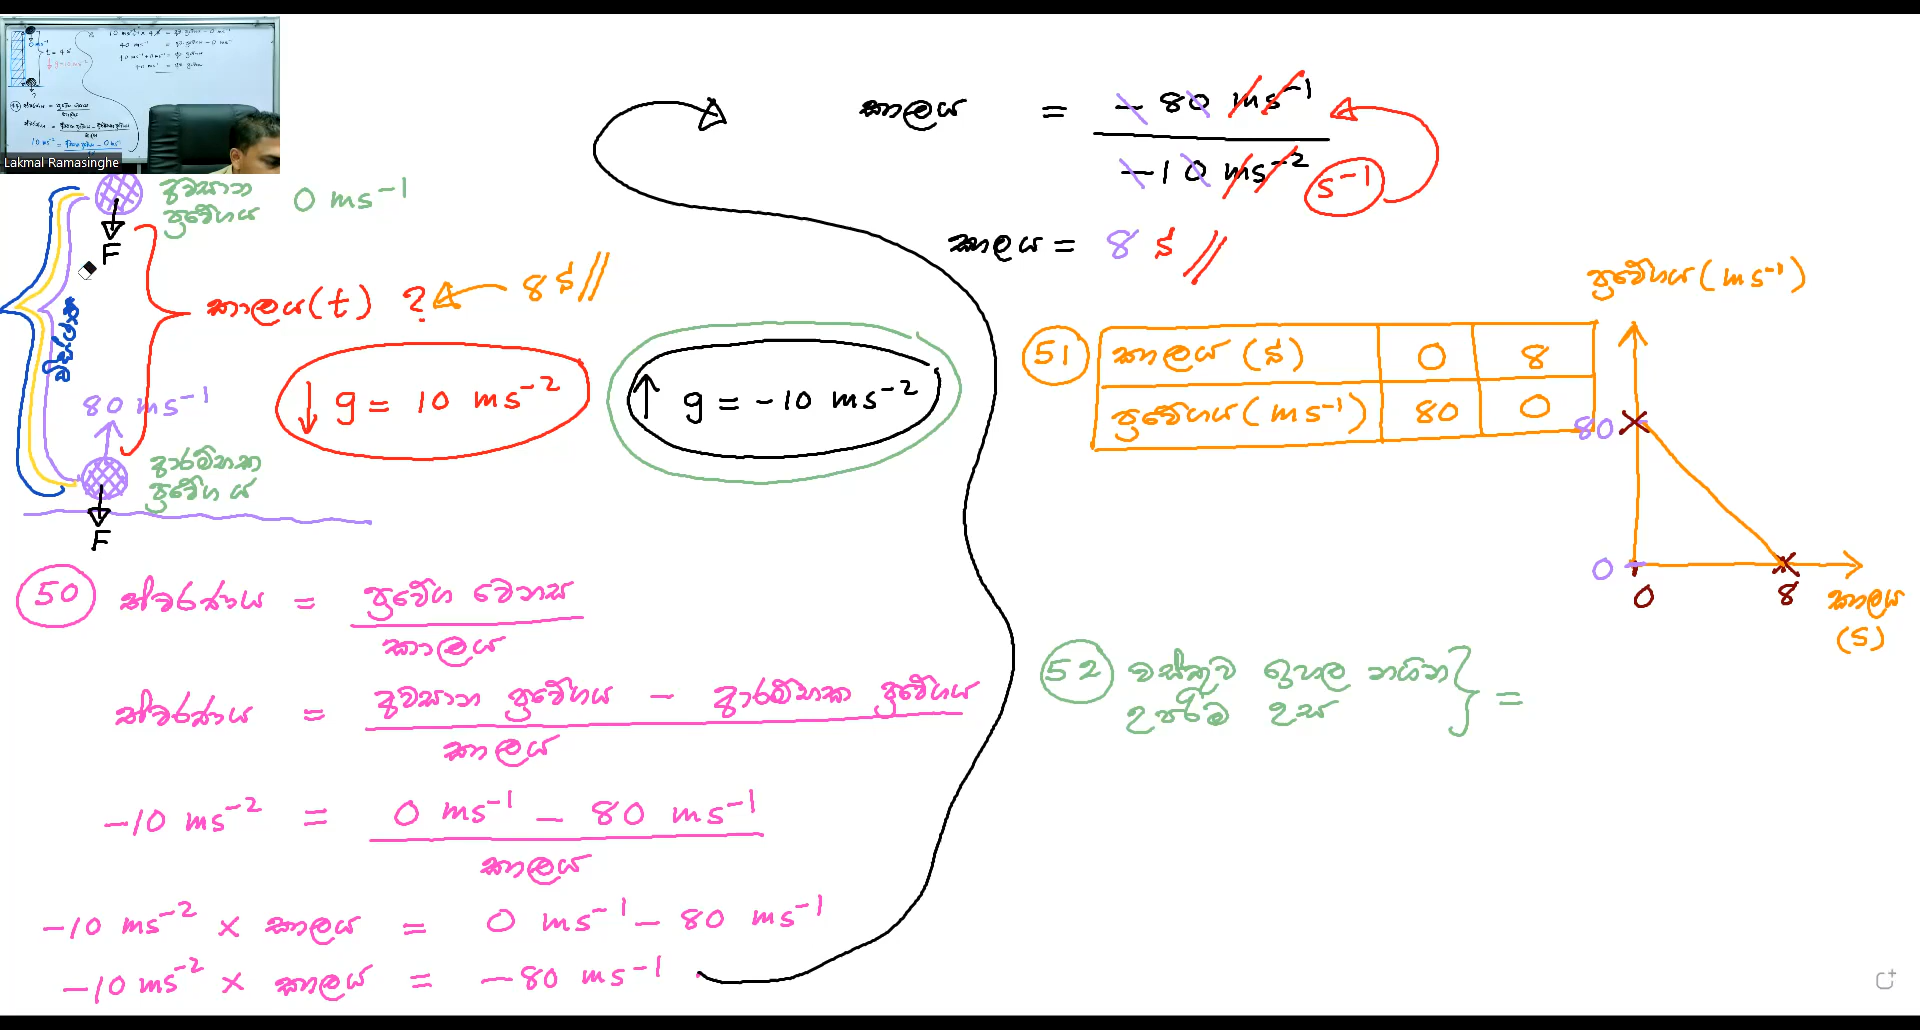 Lakmal Ramasinghe
අවසාන ප්‍රවේගය 0 ms⁻¹
F
විස්ථාපනය
කාලය (t) ? 8 s //
↓ g = 10 ms⁻²
↑ g = -10 ms⁻²
80 ms⁻¹
ආරම්භක ප්‍රවේගය
F
50 ත්වරණය = ප්‍රවේග වෙනස
කාලය
ත්වරණය = අවසාන ප්‍රවේගය - ආරම්භක ප්‍රවේගය
කාලය
-10 ms⁻² = 0 ms⁻¹ - 80 ms⁻¹
කාලය
-10 ms⁻² × කාලය = 0 ms⁻¹ - 80 ms⁻¹
-10 ms⁻² × කාලය = -80 ms⁻¹
කාලය = -80 ms⁻¹
-10 ms⁻²
s⁻¹
කාලය = 8 s //
51 කාලය (s) 0 8
ප්‍රවේගය (ms⁻¹) 80 0
ප්‍රවේගය (ms⁻¹)
80
0
0 8 කාලය
(s)
52 වස්තුව ඉහල නගින
උපරිම උස =